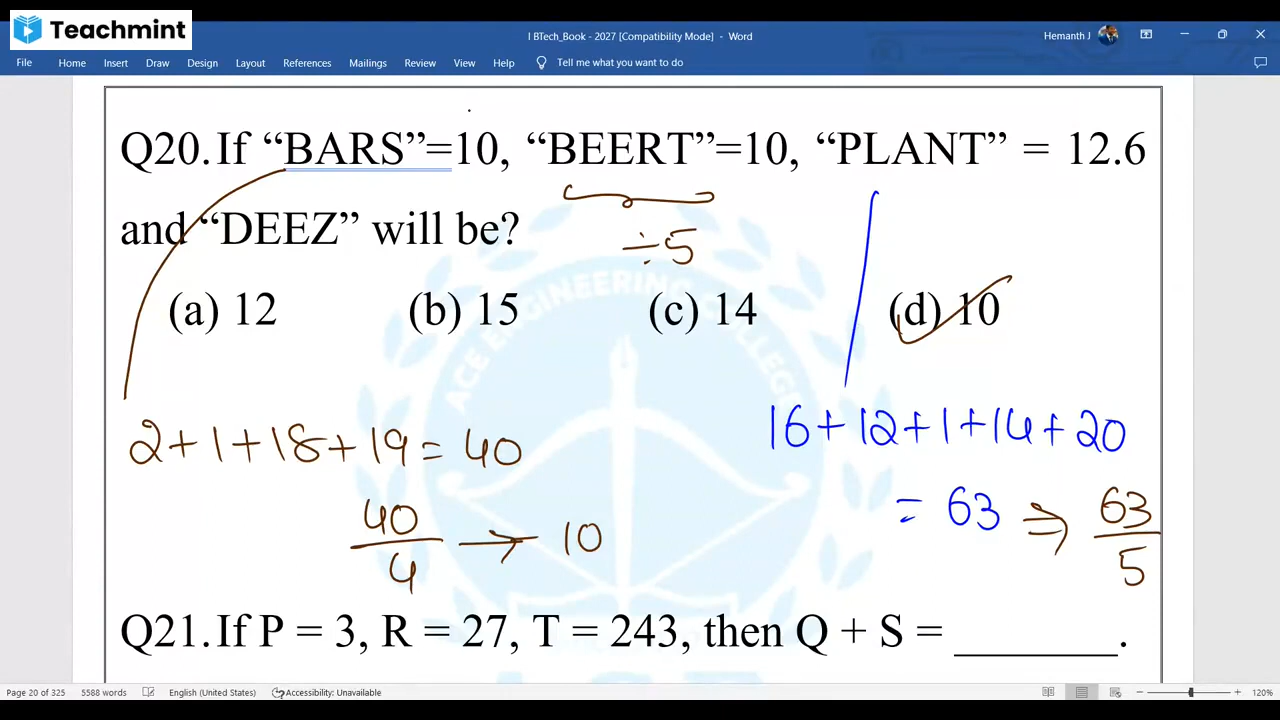 Teachmint
I BTech_Book - 2027 [Compatibility Mode] - Word
Hemanth J
File Home Insert Draw Design Layout References Mailings Review View Help Tell me what you want to do
Q20. If “BARS”=10, “BEERT”=10, “PLANT” = 12.6
and “DEEZ” will be?
÷5
(a) 12 (b) 15 (c) 14 (d) 10
ACE ENGINEERING COLLEGE
2+1+18+19=40
16+12+1+14+20
40/4 → 10
= 63 ⇒ 63/5
Q21. If P = 3, R = 27, T = 243, then Q + S = ________.
Page 20 of 325 5588 words English (United States) Accessibility: Unavailable 120%